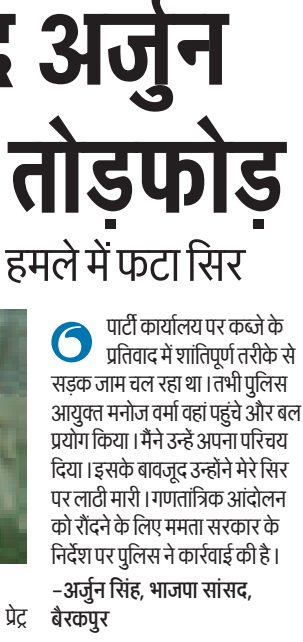 अर्जुन
तोड़फोड़
हमले में फटा सिर
पार्टी कार्यालय पर कब्जे के
प्रतिवाद में शांतिपूर्ण तरीके से
सड़क जाम चल रहा था । तभी पुलिस
आयुक्त मनोज वर्मा वहां पहुंचे और बल
प्रयोग किया । मैंने उन्हें अपना परिचय
दिया । इसके बावजूद उन्होंने मेरे सिर
पर लाठी मारी । गणतांत्रिक आंदोलन
को रौंदने के लिए ममता सरकार के
निर्देश पर पुलिस ने कार्रवाई की है ।
-अर्जुन सिंह, भाजपा सांसद,
बैरकपुर
प्रेट्र